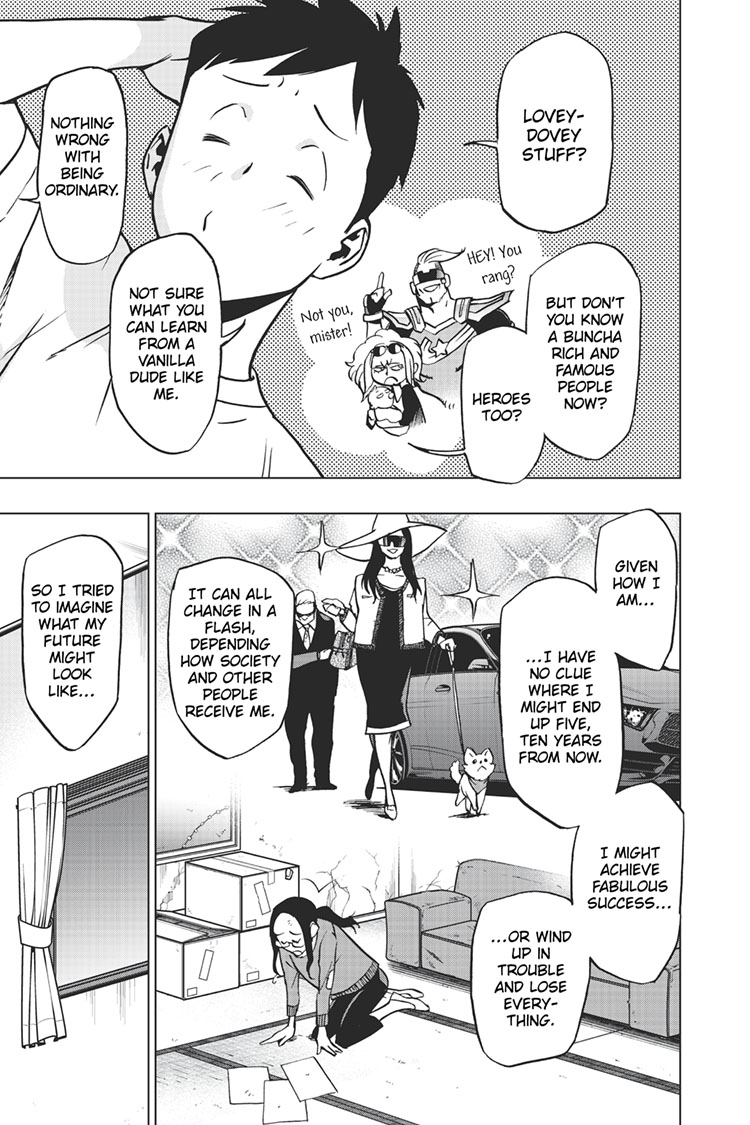 LOVEY-
DOVEY
STUFF?
BUT DON'T
YOU KNOW
A BUNCHA
RICH AND
FAMOUS
PEOPLE
NOW?
HEROES
TOO?
HEY! You
rang?
Not you,
mister!
NOTHING
WRONG
WITH
BEING
ORDINARY.
NOT SURE
WHAT YOU
CAN LEARN
FROM A
VANILLA
DUDE LIKE
ME.
GIVEN
HOW I
AM...
...I HAVE
NO CLUE
WHERE I
MIGHT END
UP FIVE,
TEN YEARS
FROM NOW.
IT CAN ALL
CHANGE IN A
FLASH,
DEPENDING
HOW SOCIETY
AND OTHER
PEOPLE
RECEIVE ME.
I MIGHT
ACHIEVE
FABULOUS
SUCCESS...
...OR WIND
UP IN
TROUBLE
AND LOSE
EVERY-
THING.
SO I TRIED
TO IMAGINE
WHAT MY
FUTURE
MIGHT
LOOK
LIKE...